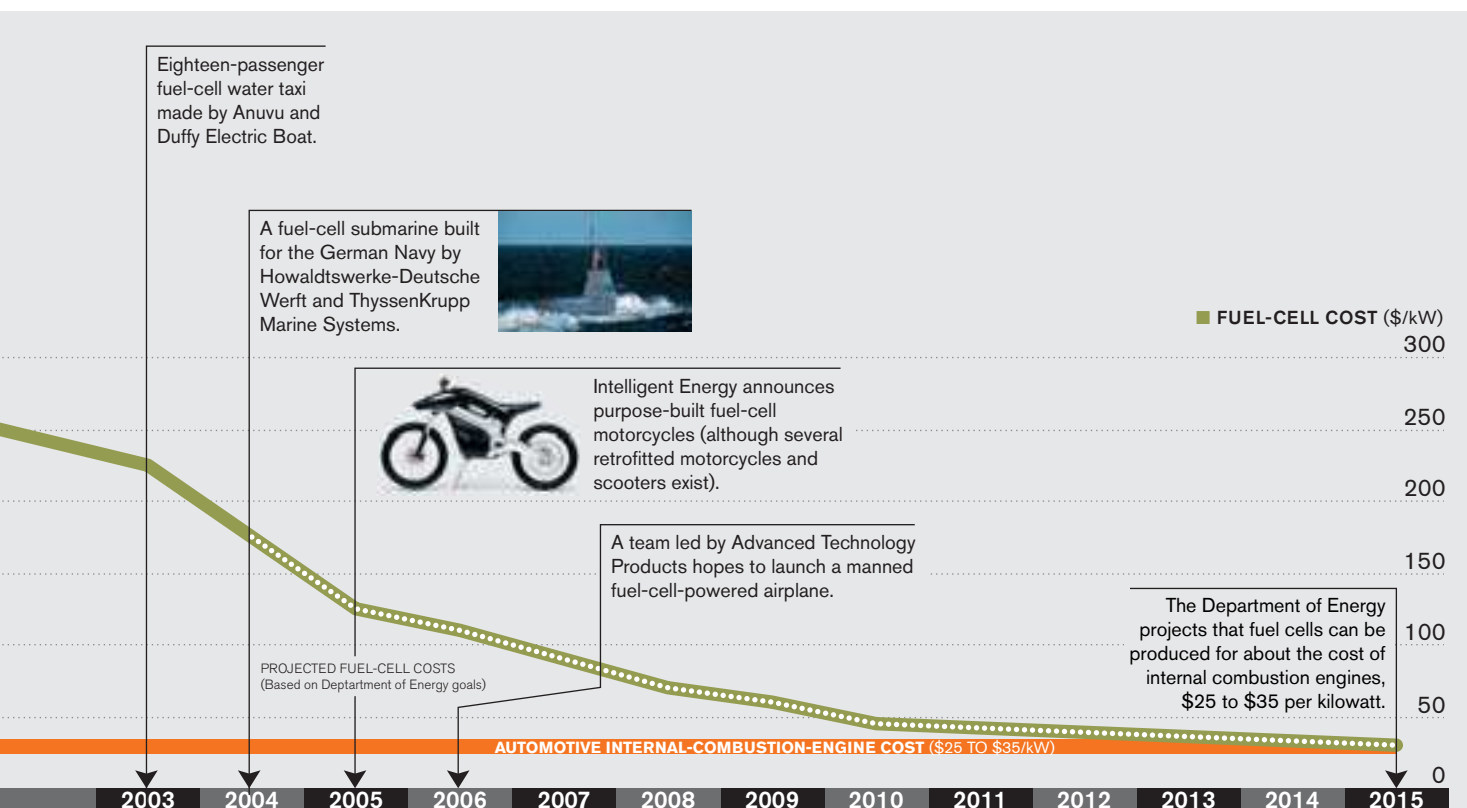 Eighteen-passenger
fuel-cell water taxi
made by Anuvu and
Duffy Electric Boat.
A fuel-cell submarine built
for the German Navy by
Howaldtswerke-Deutsche
Werft and ThyssenKrupp
Marine Systems.
■ FUEL-CELL COST ($/kW)
300
Intelligent Energy announces
purpose-built fuel-cell
motorcycles (although several
retrofitted motorcycles and
scooters exist).
250
200
A team led by Advanced Technology
Products hopes to launch a manned
fuel-cell-powered airplane.
150
The Department of Energy
projects that fuel cells can be
produced for about the cost of
internal combustion engines,
$25 to $35 per kilowatt.
100
PROJECTED FUEL-CELL COSTS
(Based on Deptartment of Energy goals)
50
AUTOMOTIVE INTERNAL-COMBUSTION-ENGINE COST ($25 TO $35/kW)
0
2003 2004 2005 2006 2007 2008 2009 2010 2011 2012 2013 2014 2015